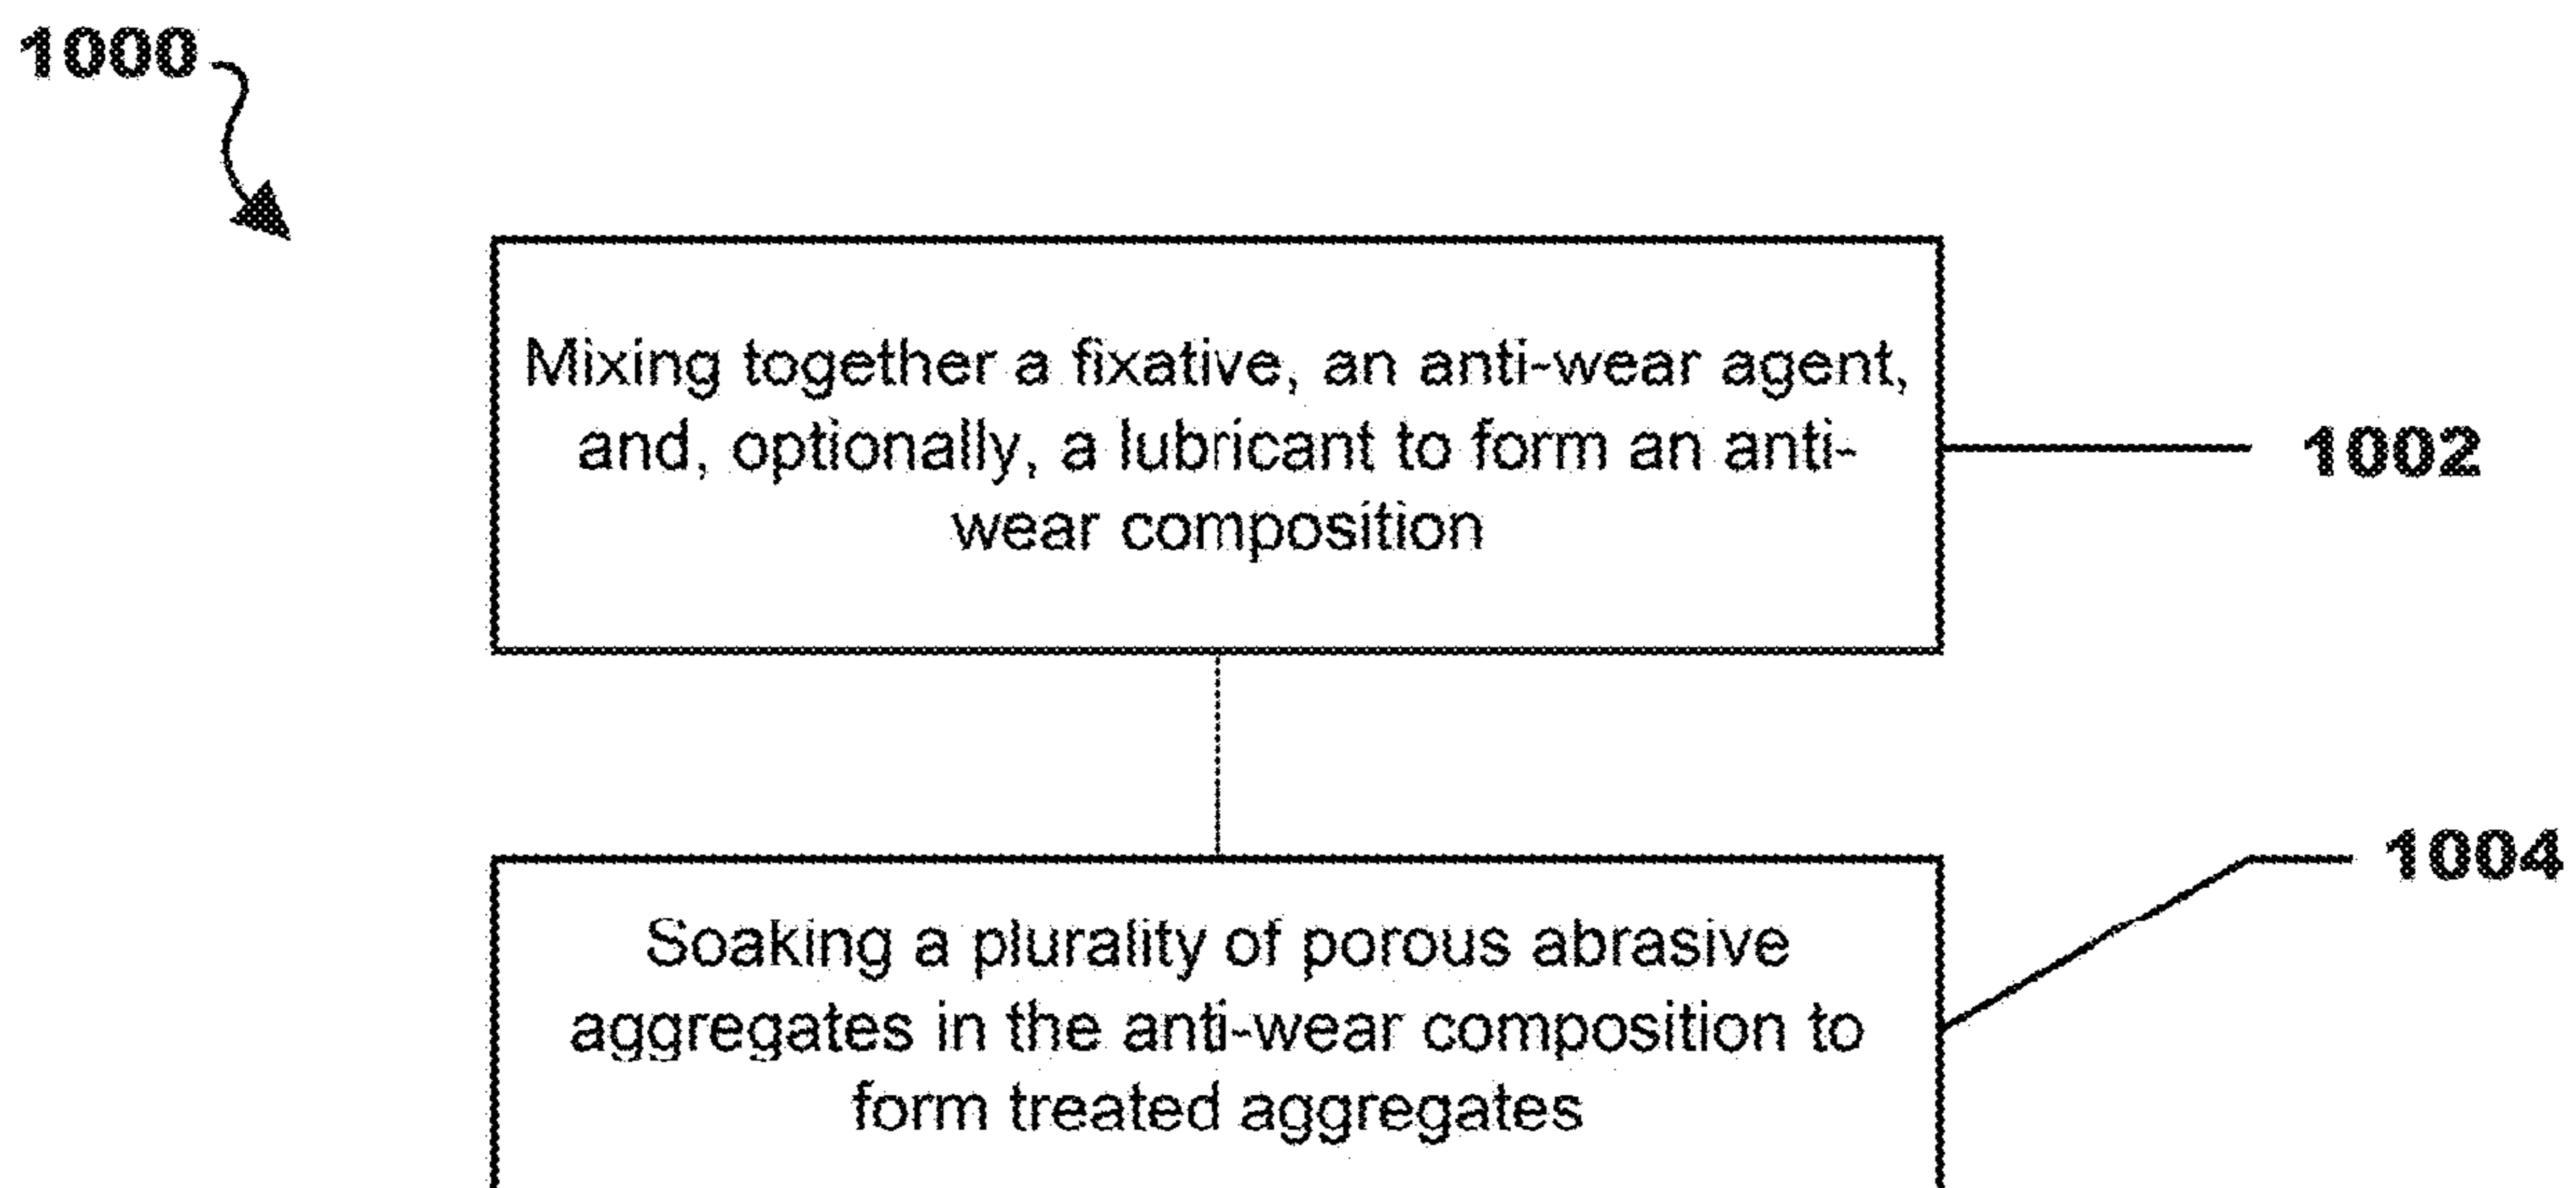 1000
Mixing together a fixative, an anti-wear agent,
and, optionally, a lubricant to form an anti-
wear composition
1002
1004
Soaking a plurality of porous abrasive
aggregates in the anti-wear composition to
form treated aggregates